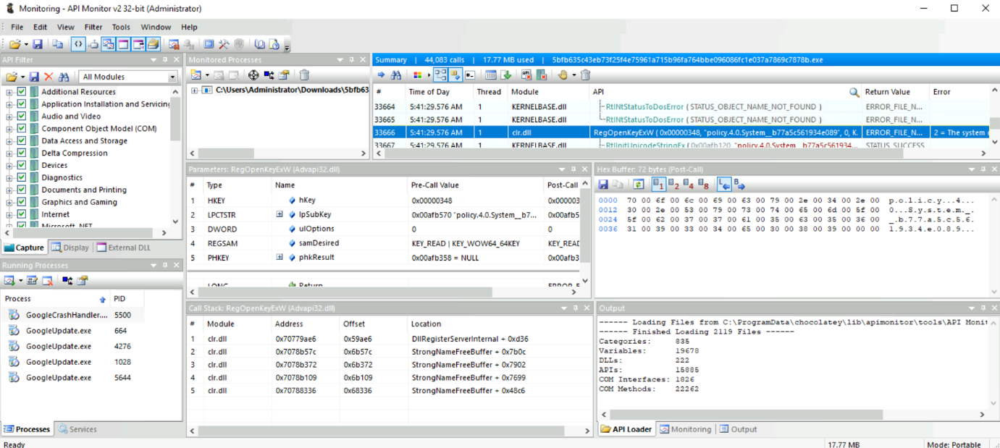 Monitoring - API Monitor v2 32-bit (Administrator)
File Edit View Filter Tools Window Help
API Filter
All Modules
Additional Resources
Application Installation and Servicing
Audio and Video
Component Object Model (COM)
Data Access and Storage
Delta Compression
Devices
Diagnostics
Documents and Printing
Graphics and Gaming
Internet
Microsoft .NET
Capture Display External DLL
Running Processes
Process PID
GoogleCrashHandler.... 5500
GoogleUpdate.exe 664
GoogleUpdate.exe 4276
GoogleUpdate.exe 1028
GoogleUpdate.exe 5644
Processes Services
Monitored Processes
C:\Users\Administrator\Downloads\5bfb63
Summary | 44,083 calls | 17.77 MB used | 5bfb635c43eb73f25f4e75961a715b96fa764bbe096086fc1e037a7869c7878b.exe
# Time of Day Thread Module API Return Value Error
33664 5:41:29.576 AM 1 KERNELBASE.dll RtlNtStatusToDosError ( STATUS_OBJECT_NAME_NOT_FOUND ) ERROR_FILE_N...
33665 5:41:29.576 AM 1 KERNELBASE.dll RtlNtStatusToDosError ( STATUS_OBJECT_NAME_NOT_FOUND ) ERROR_FILE_N...
33666 5:41:29.576 AM 1 clr.dll RegOpenKeyExW ( 0x00000348, "policy.4.0.System__b77a5c561934e089", 0, K. ERROR_FILE_N... 2 = The system c
33667 5:41:29.576 AM 1 KERNELBASE.dll RtlInitUnicodeStringEx ( 0x00afb120, "policy.4.0.System__b77a5c561934... STATUS_SUCCESS
Parameters: RegOpenKeyExW (Advapi32.dll)
# Type Name Pre-Call Value Post-Call
1 HKEY hKey 0x00000348 0x000003
2 LPCTSTR lpSubKey 0x00afb570 "policy.4.0.System__b7... 0x00afb5
3 DWORD ulOptions 0 0
4 REGSAM samDesired KEY_READ | KEY_WOW64_64KEY KEY_READ
5 PHKEY phkResult 0x00afb358 = NULL 0x00afb3
LONG Return ERROR_F
Hex Buffer: 72 bytes (Post-Call)
1 2 4 8 L B
0000 70 00 6f 00 6c 00 69 00 63 00 79 00 2e 00 34 00 2e 00 p.o.l.i.c.y...4...
0012 30 00 2e 00 53 00 79 00 73 00 74 00 65 00 6d 00 5f 00 0...S.y.s.t.e.m._.
0024 5f 00 62 00 37 00 37 00 61 00 35 00 63 00 35 00 36 00 _.b.7.7.a.5.c.5.6.
0036 31 00 39 00 33 00 34 00 65 00 30 00 38 00 39 00 00 00 1.9.3.4.e.0.8.9...
Call Stack: RegOpenKeyExW (Advapi32.dll)
# Module Address Offset Location
1 clr.dll 0x70779ae6 0x59ae6 DllRegisterServerInternal + 0xd36
2 clr.dll 0x7078b57c 0x6b57c StrongNameFreeBuffer + 0x7b0c
3 clr.dll 0x7078b372 0x6b372 StrongNameFreeBuffer + 0x7902
4 clr.dll 0x7078b109 0x6b109 StrongNameFreeBuffer + 0x7699
5 clr.dll 0x70788336 0x68336 StrongNameFreeBuffer + 0x48c6
Output
------ Loading Files from C:\ProgramData\chocolatey\lib\apimonitor\tools\API Monit
------ Finished Loading 2119 Files ------
Categories: 835
Variables: 19678
DLLs: 222
APIs: 15885
COM Interfaces: 1826
COM Methods: 22262
API Loader Monitoring Output
Ready 17.77 MB Mode: Portable